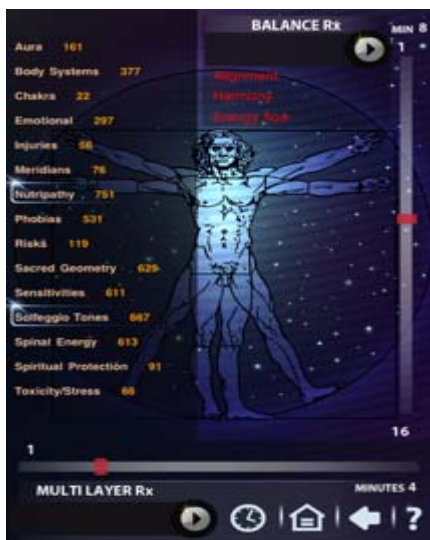 BALANCE Rx
MIN 8
1
Aura 161
Body Systems 377
Chakra 22
Emotional 297
Injuries 56
Meridians 76
Nutripathy 751
Phobias 531
Risks 119
Sacred Geometry 629
Sensitivities 611
Solfeggio Tones 667
Spinal Energy 613
Spiritual Protection 91
Toxicity/Stress 66
Alignment
Harmony
Energy flow
16
1
MULTI LAYER Rx
MINUTES 4
?